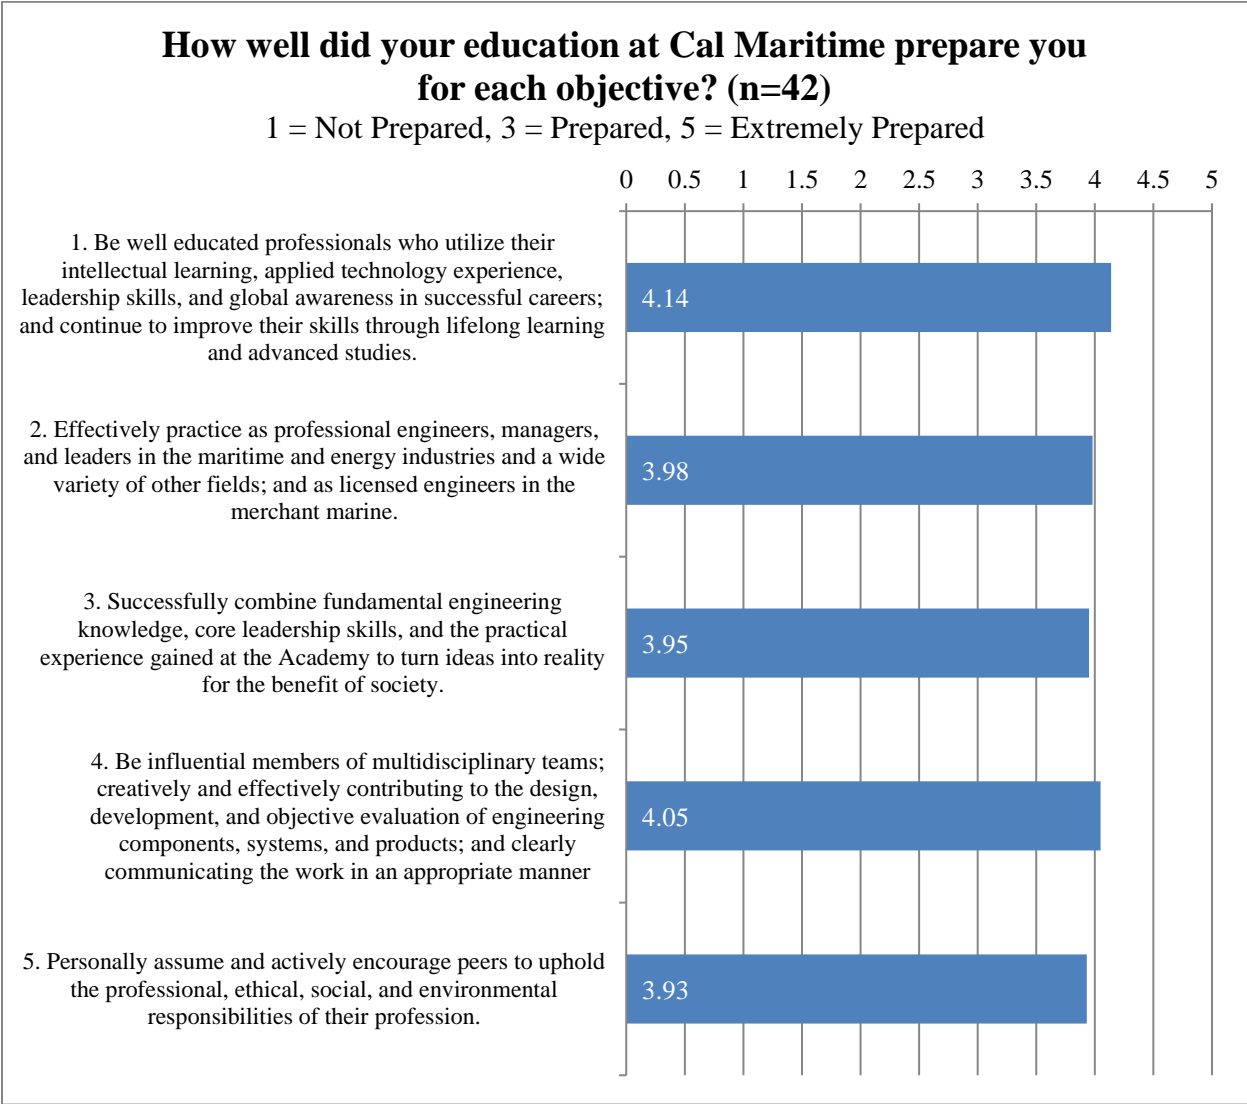 How well did your education at Cal Maritime prepare you
for each objective? (n=42)
1 = Not Prepared, 3 = Prepared, 5 = Extremely Prepared
0 0.5 1 1.5 2 2.5 3 3.5 4 4.5 5
1. Be well educated professionals who utilize their
intellectual learning, applied technology experience,
leadership skills, and global awareness in successful careers;
and continue to improve their skills through lifelong learning
and advanced studies.
4.14
2. Effectively practice as professional engineers, managers,
and leaders in the maritime and energy industries and a wide
variety of other fields; and as licensed engineers in the
merchant marine.
3.98
3. Successfully combine fundamental engineering
knowledge, core leadership skills, and the practical
experience gained at the Academy to turn ideas into reality
for the benefit of society.
3.95
4. Be influential members of multidisciplinary teams;
creatively and effectively contributing to the design,
development, and objective evaluation of engineering
components, systems, and products; and clearly
communicating the work in an appropriate manner
4.05
5. Personally assume and actively encourage peers to uphold
the professional, ethical, social, and environmental
responsibilities of their profession.
3.93